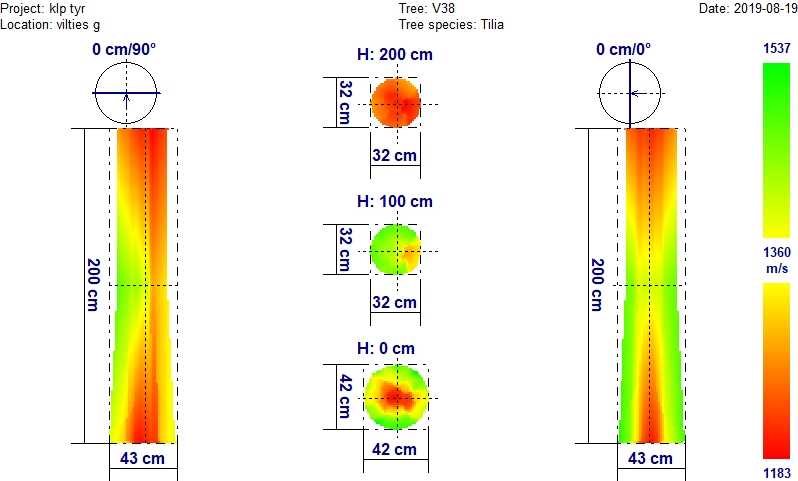 Project: klp tyr
Tree: V38
Date: 2019-08-19
Location: vilties g
Tree species: Tilia
0 cm/90°
H: 200 cm
0 cm/0°
1537
32 cm
32 cm
H: 100 cm
32 cm
32 cm
200 cm
200 cm
1360
m/s
H: 0 cm
42 cm
42 cm
43 cm
43 cm
1183